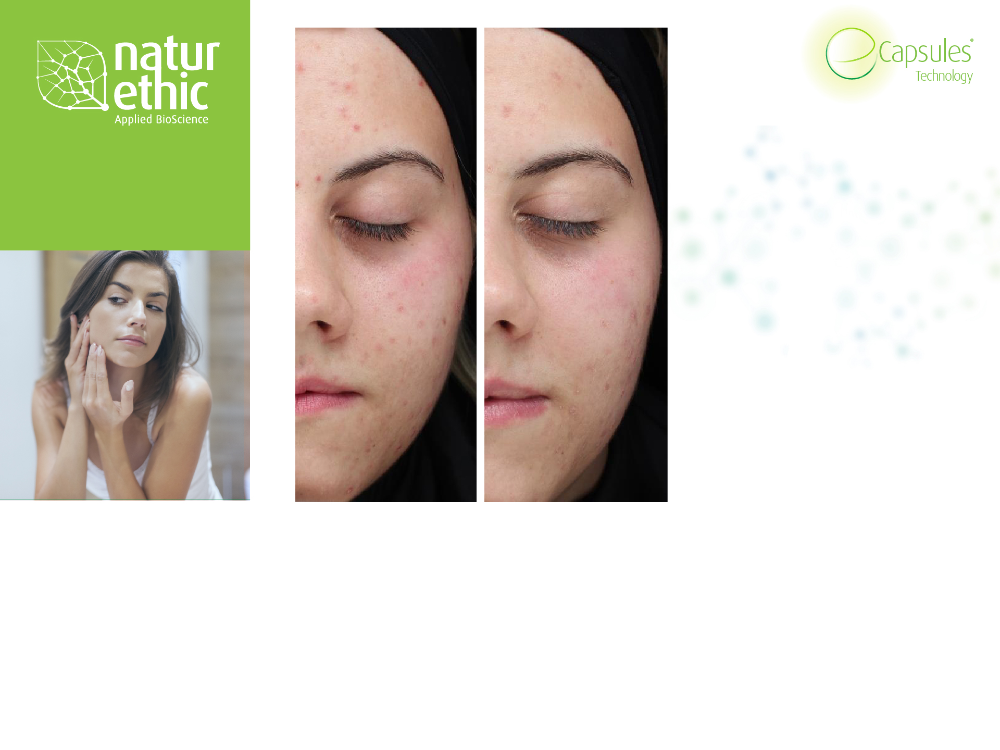 natur
ethic
Applied BioScience
Capsules®
Technology